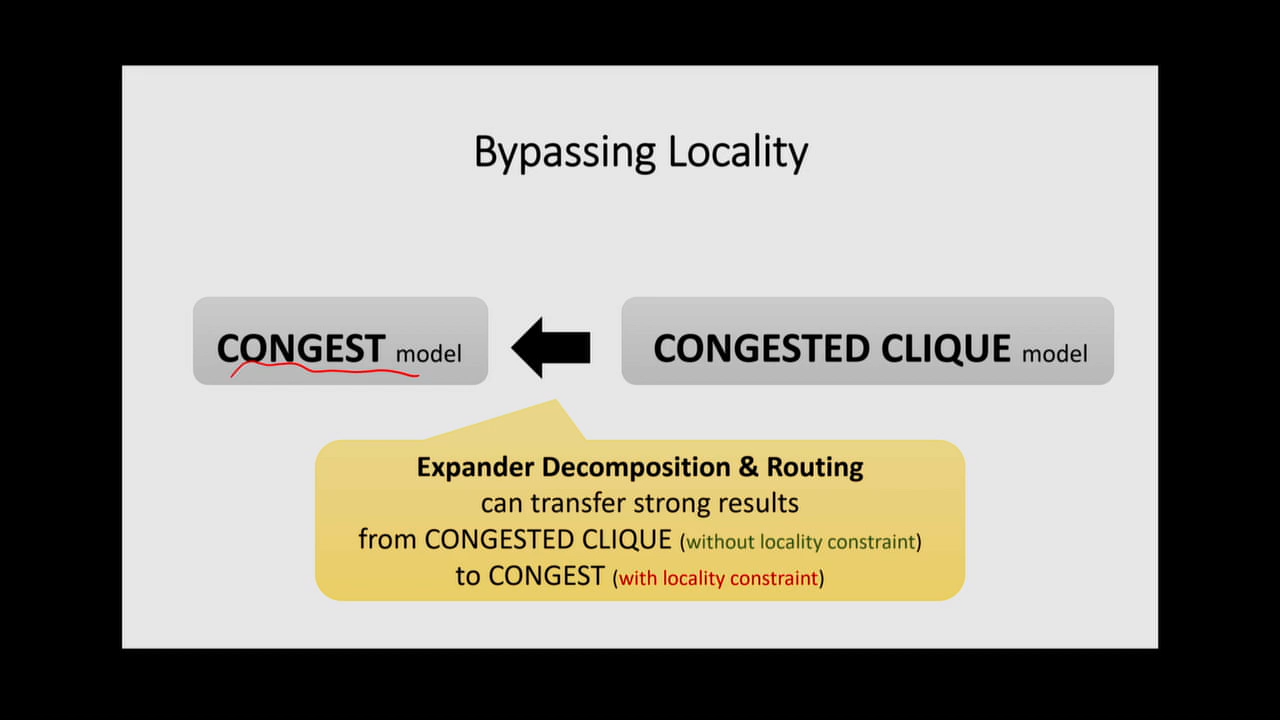 Bypassing Locality
CONGEST model
CONGESTED CLIQUE model
Expander Decomposition & Routing
can transfer strong results
from CONGESTED CLIQUE (without locality constraint)
to CONGEST (with locality constraint)